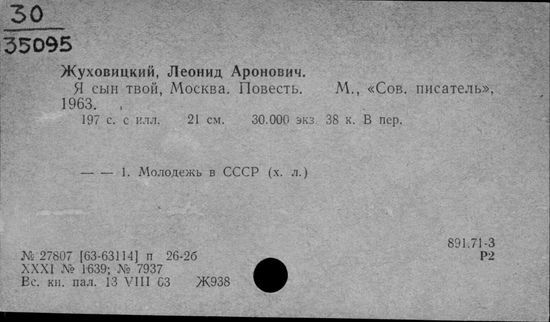 30
35095
Жуховицкий, Леонид Аронович.
Я сын твой, Москва. Повесть. М., «Сов. писатель»,
1963.
197 с. с илл. 21 см. 30.000 экз. 38 к. В пер.
— — 1. Молодежь в СССР (х. л.)
891.71-3
№ 27807 [63-63114] п 26-2б Р2
XXXI № 1639; № 7937
Вс. кн. пал. 13 VIII 63 Ж938